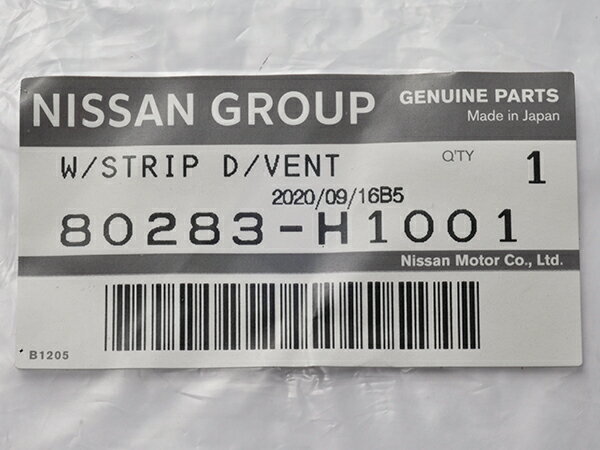 NISSAN GROUP
GENUINE PARTS
Made in Japan
W/STRIP D/VENT
Q'TY 1
2020/09/16B5
80283-H1001
Nissan Motor Co., Ltd.
B1205